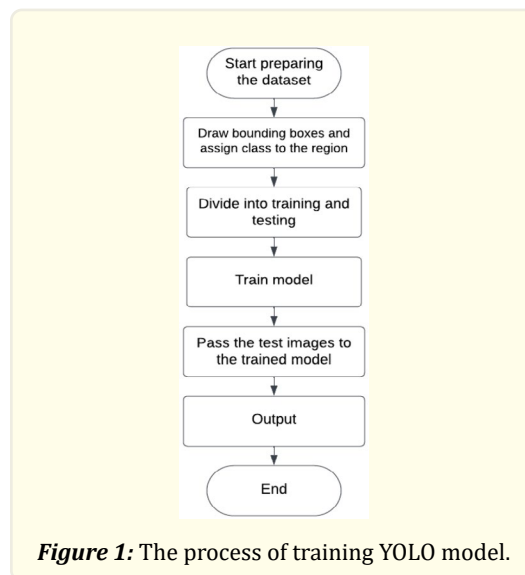 Start preparing
the dataset
Draw bounding boxes and
assign class to the region
Divide into training and
testing
Train model
Pass the test images to
the trained model
Output
End
Figure 1: The process of training YOLO model.